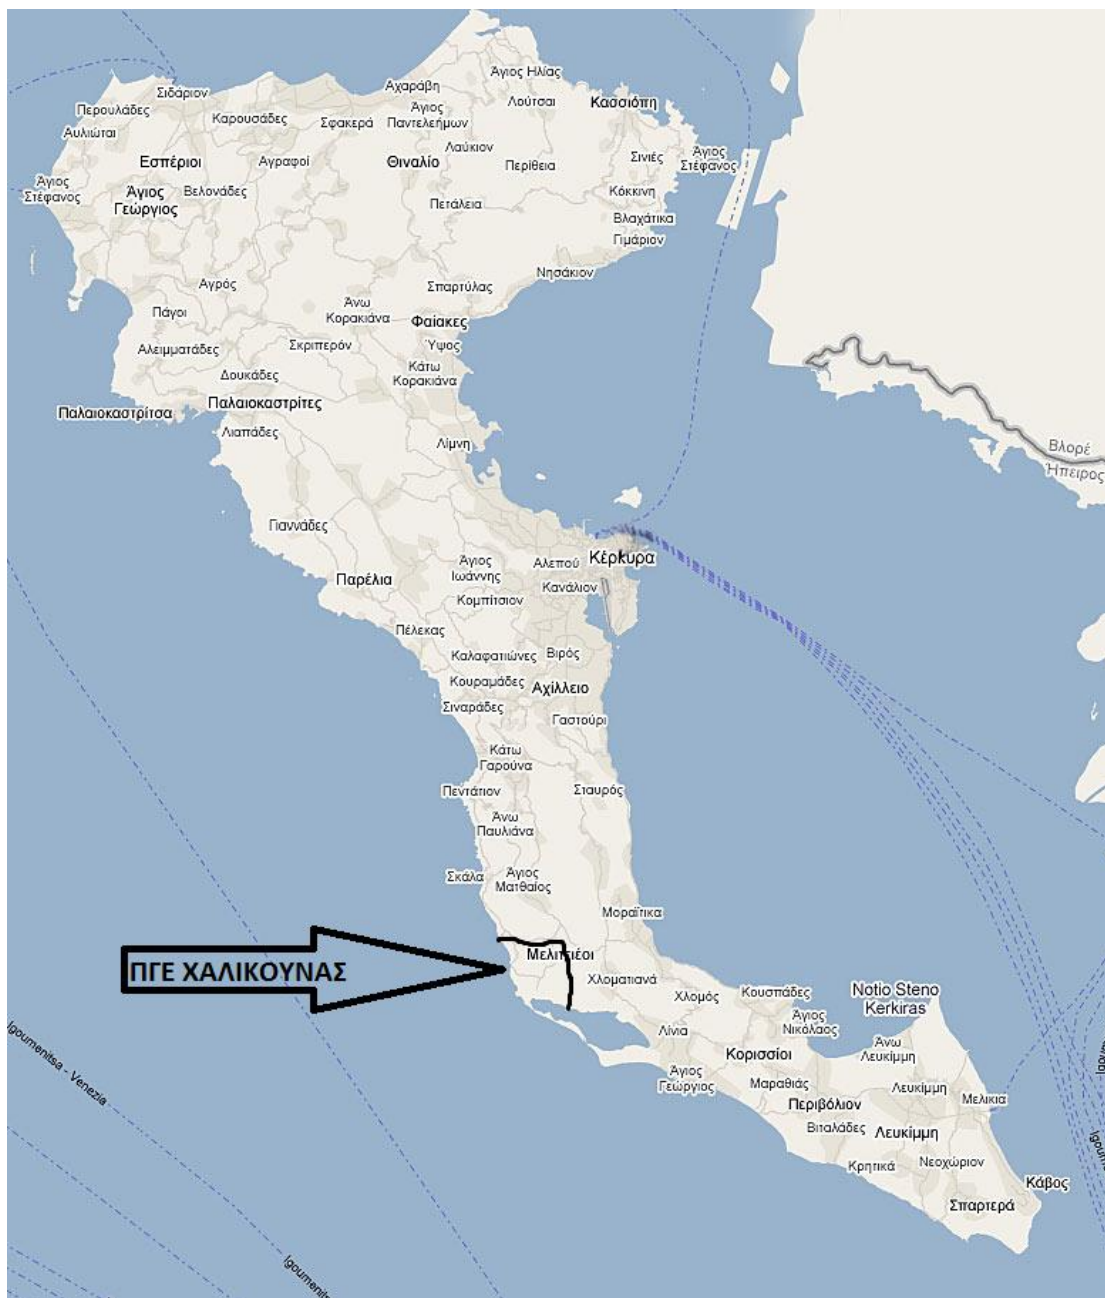 Άγιος Ηλίας
Αχαράβη
Σιδάριον
Περουλάδες
Λούτσαι
Κασσιόπη
Καρουσάδες
Σφακερά
Άγιος
Παντελεήμων
Αυλιώται
Λαύκιον
Εσπέριοι
Αγραφοί
Θιναλίο
Περίθεια
Σινιές
Άγιος
Στέφανος
Άγιος
Στέφανος
Άγιος
Γεώργιος
Βελονάδες
Πετάλεια
Κόκκινη
Βλαχάτικα
Γιμάριον
Νησάκιον
Αγρός
Σπαρτύλας
Πάγοι
Άνω
Κορακιάνα
Φαίακες
Αλειμματάδες
Σκριπερόν
Ύψος
Δουκάδες
Κάτω
Κορακιάνα
Παλαιοκαστρίτσα
Παλαιοκαστρίτες
Λιαπάδες
Λίμνη
Βλορέ
Ήπειρος
Γιαννάδες
Κέρκυρα
Άγιος
Ιωάννης
Αλεπού
Παρέλια
Κανάλιον
Κομπίτσιον
Πέλεκας
Καλαφατιώνες
Βιρός
Κουραμάδες
Αχίλλειο
Σιναράδες
Γαστούρι
Κάτω
Γαρούνα
Πεντάτιον
Σταυρός
Άνω
Παυλιάνα
Σκάλα
Άγιος
Ματθαίος
Μοραΐτικα
Μελιτειέοι
ΠΓΕ ΧΑΛΙΚΟΥΝΑΣ
Χλοματιανά
Χλομός
Κουσπάδες
Notio Steno
Kerkiras
Άγιος
Νικόλαος
Λίνια
Άνω
Λευκίμμη
Κορισσίοι
Άγιος
Γεώργιος
Μαραθιάς
Λευκίμμη
Μελικια
Περιβόλιον
Βιταλάδες
Λευκίμμη
Κρητικά
Νεοχώριον
Κάβος
Σπαρτερά
Igoumenitsa - Venezia